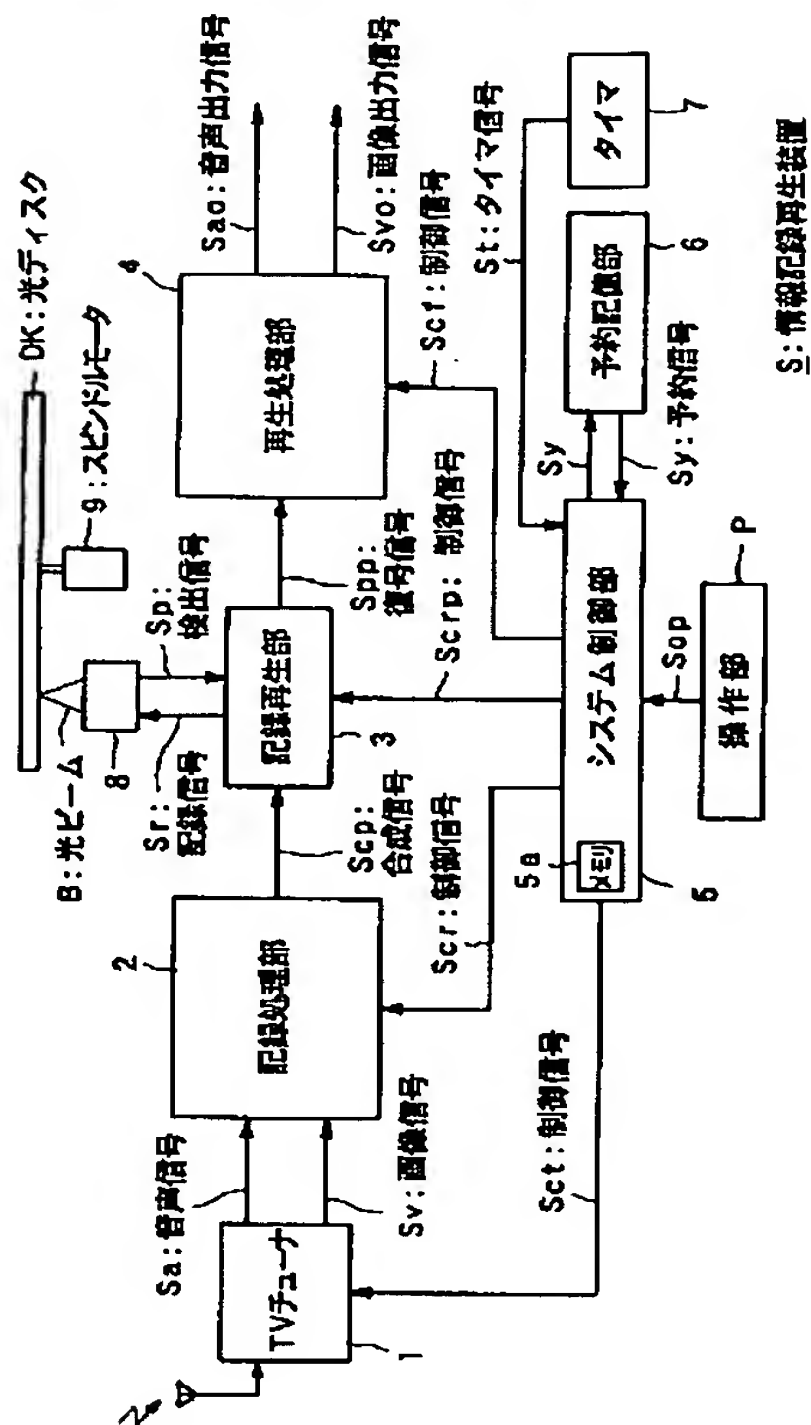 DK:光ディスク
9:スピンドルモータ
B:光ビーム
8
Sr:
記録信号
Sp:
検出信号
Sa:音声信号
Sv:画像信号
TVチューナ
1
2
記録処理部
Scp:
合成信号
記録再生部
3
Spp:
復号信号
4
再生処理部
Sao:音声出力信号
Svo:画像出力信号
Sct:制御信号
Scr:制御信号
Scrp:制御信号
Scf:制御信号
St:タイマ信号
5a
メモリ
システム制御部
5
Sy
Sy:予約信号
予約記憶部
6
タイマ
7
Sop
操作部
P
S:情報記録再生装置